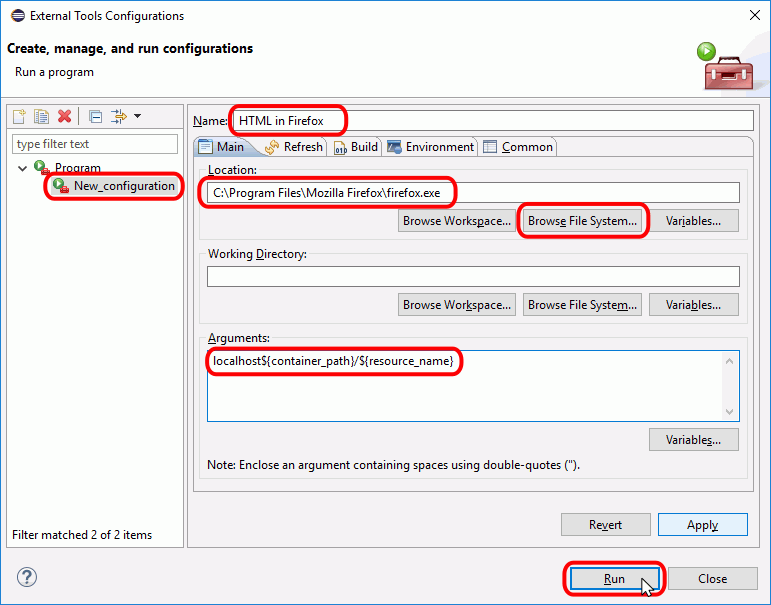 External Tools Configurations
Create, manage, and run configurations
Run a program
type filter text
Program
New_configuration
Filter matched 2 of 2 items
Name: HTML in Firefox
Main Refresh Build Environment Common
Location:
C:\Program Files\Mozilla Firefox\firefox.exe
Browse Workspace... Browse File System... Variables...
Working Directory:
Browse Workspace... Browse File System... Variables...
Arguments:
localhost${container_path}/${resource_name}
Variables...
Note: Enclose an argument containing spaces using double-quotes (").
Revert Apply
Run Close